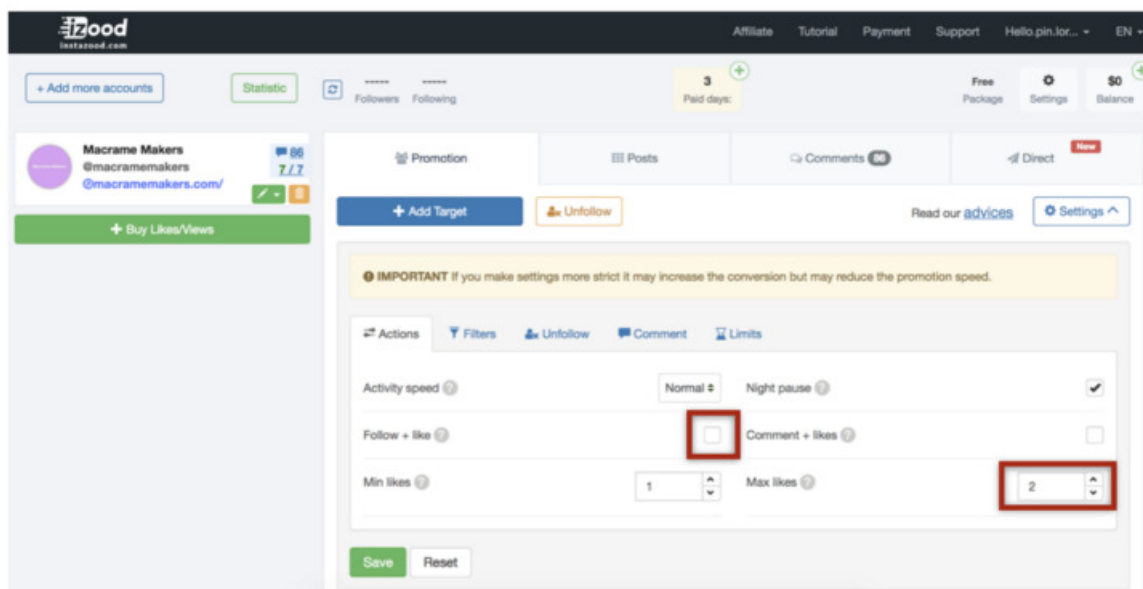 izood
instazood.com
Affiliate Tutorial Payment Support Hello.pin.lor... EN
+ Add more accounts Statistic
----- -----
Followers Following
3
Paid days:
Free
Package
Settings
$0
Balance
Macrame Makers
@macramemakers
@macramemakers.com/
86
7 / 7
+ Buy Likes/Views
Promotion Posts Comments 86 Direct New
+ Add Target Unfollow Read our advices Settings
IMPORTANT If you make settings more strict it may increase the conversion but may reduce the promotion speed.
Actions Filters Unfollow Comment Limits
Activity speed ? Normal Night pause ?
Follow + like ? Comment + likes ?
Min likes ? 1 Max likes ? 2
Save Reset